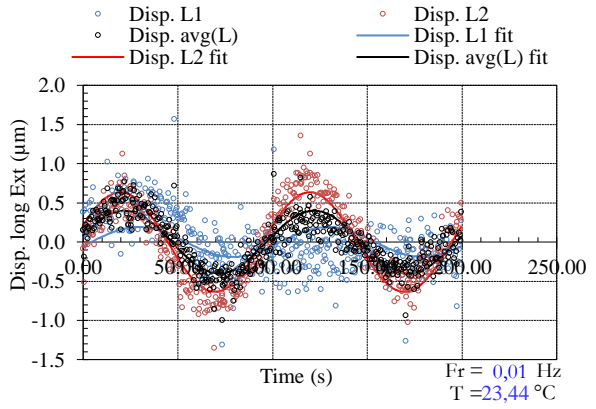 Disp. L1 Disp. L2
Disp. avg(L) Disp. L1 fit
Disp. L2 fit Disp. avg(L) fit
2.0
1.5
1.0
0.5
0.0
-0.5
-1.0
-1.5
Disp. long Ext (µm)
0.00 50.00 100.00 150.00 200.00 250.00
Time (s)
Fr = 0,01 Hz
T =23,44 °C